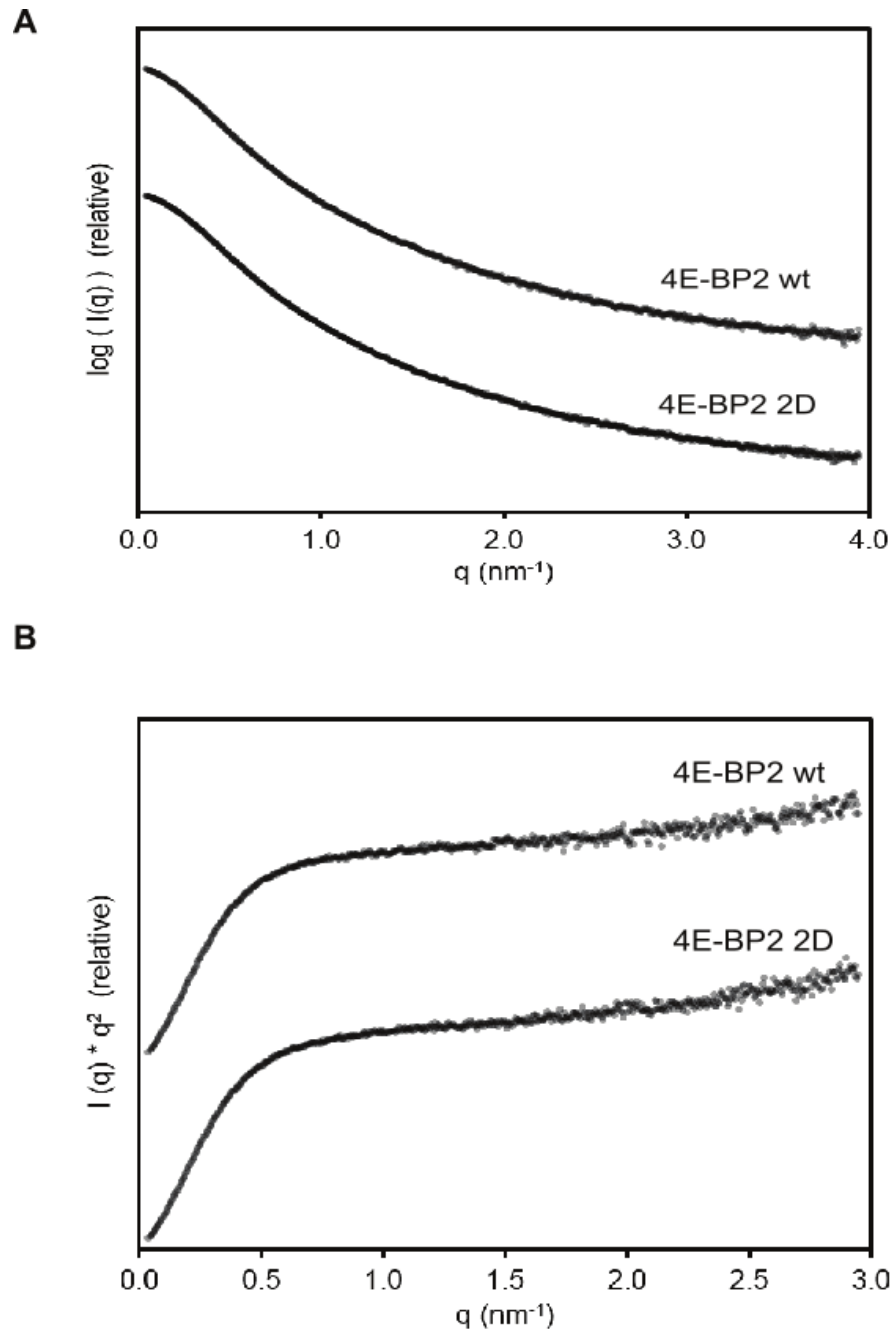 A
log ( I(q) ) (relative)
4E-BP2 wt
4E-BP2 2D
0.0 1.0 2.0 3.0 4.0
q (nm⁻¹)
B
I (q) * q² (relative)
4E-BP2 wt
4E-BP2 2D
0.0 0.5 1.0 1.5 2.0 2.5 3.0
q (nm⁻¹)